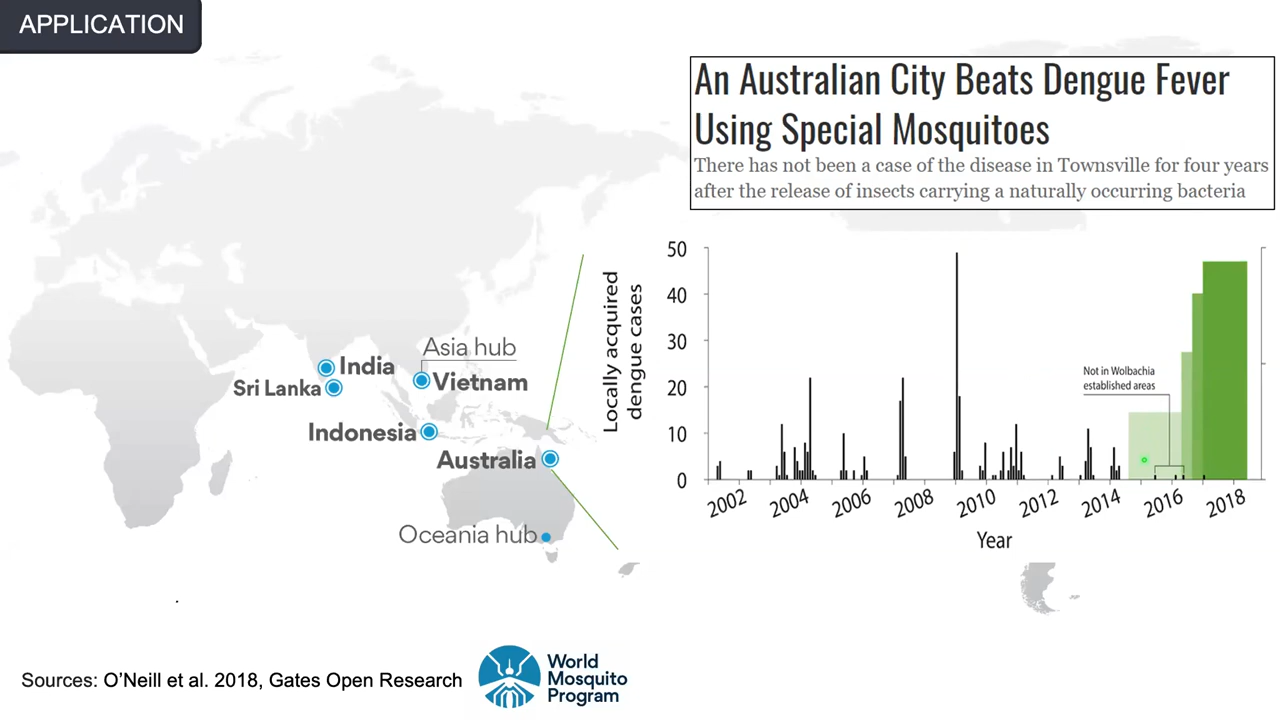 APPLICATION
An Australian City Beats Dengue Fever
Using Special Mosquitoes
There has not been a case of the disease in Townsville for four years
after the release of insects carrying a naturally occurring bacteria
Asia hub
India
Sri Lanka
Vietnam
Indonesia
Australia
Oceania hub
Locally acquired
dengue cases
50
40
30
20
10
0
Not in Wolbachia
established areas
2002 2004 2006 2008 2010 2012 2014 2016 2018
Year
Sources: O’Neill et al. 2018, Gates Open Research
World
Mosquito
Program